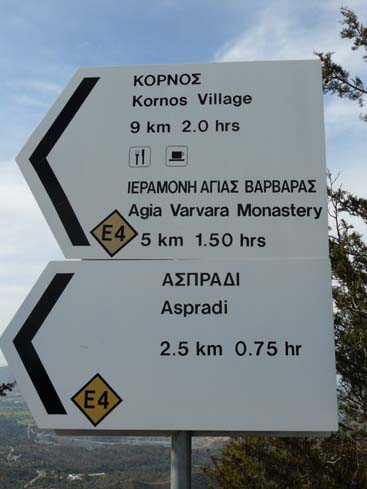 ΚΟΡΝΟΣ
Kornos Village
9 km 2.0 hrs
ΙΕΡΑΜΟΝΗ ΑΓΙΑΣ ΒΑΡΒΑΡΑΣ
Agia Varvara Monastery
E4 5 km 1.50 hrs
ΑΣΠΡΑΔΙ
Aspradi
2.5 km 0.75 hr
E4